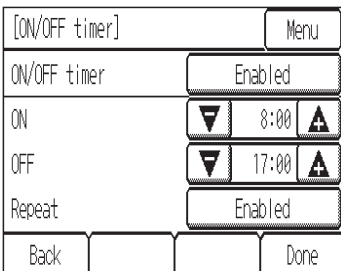 [ON/OFF timer] Menu
ON/OFF timer Enabled
ON 8:00
OFF 17:00
Repeat Enabled
Back Done